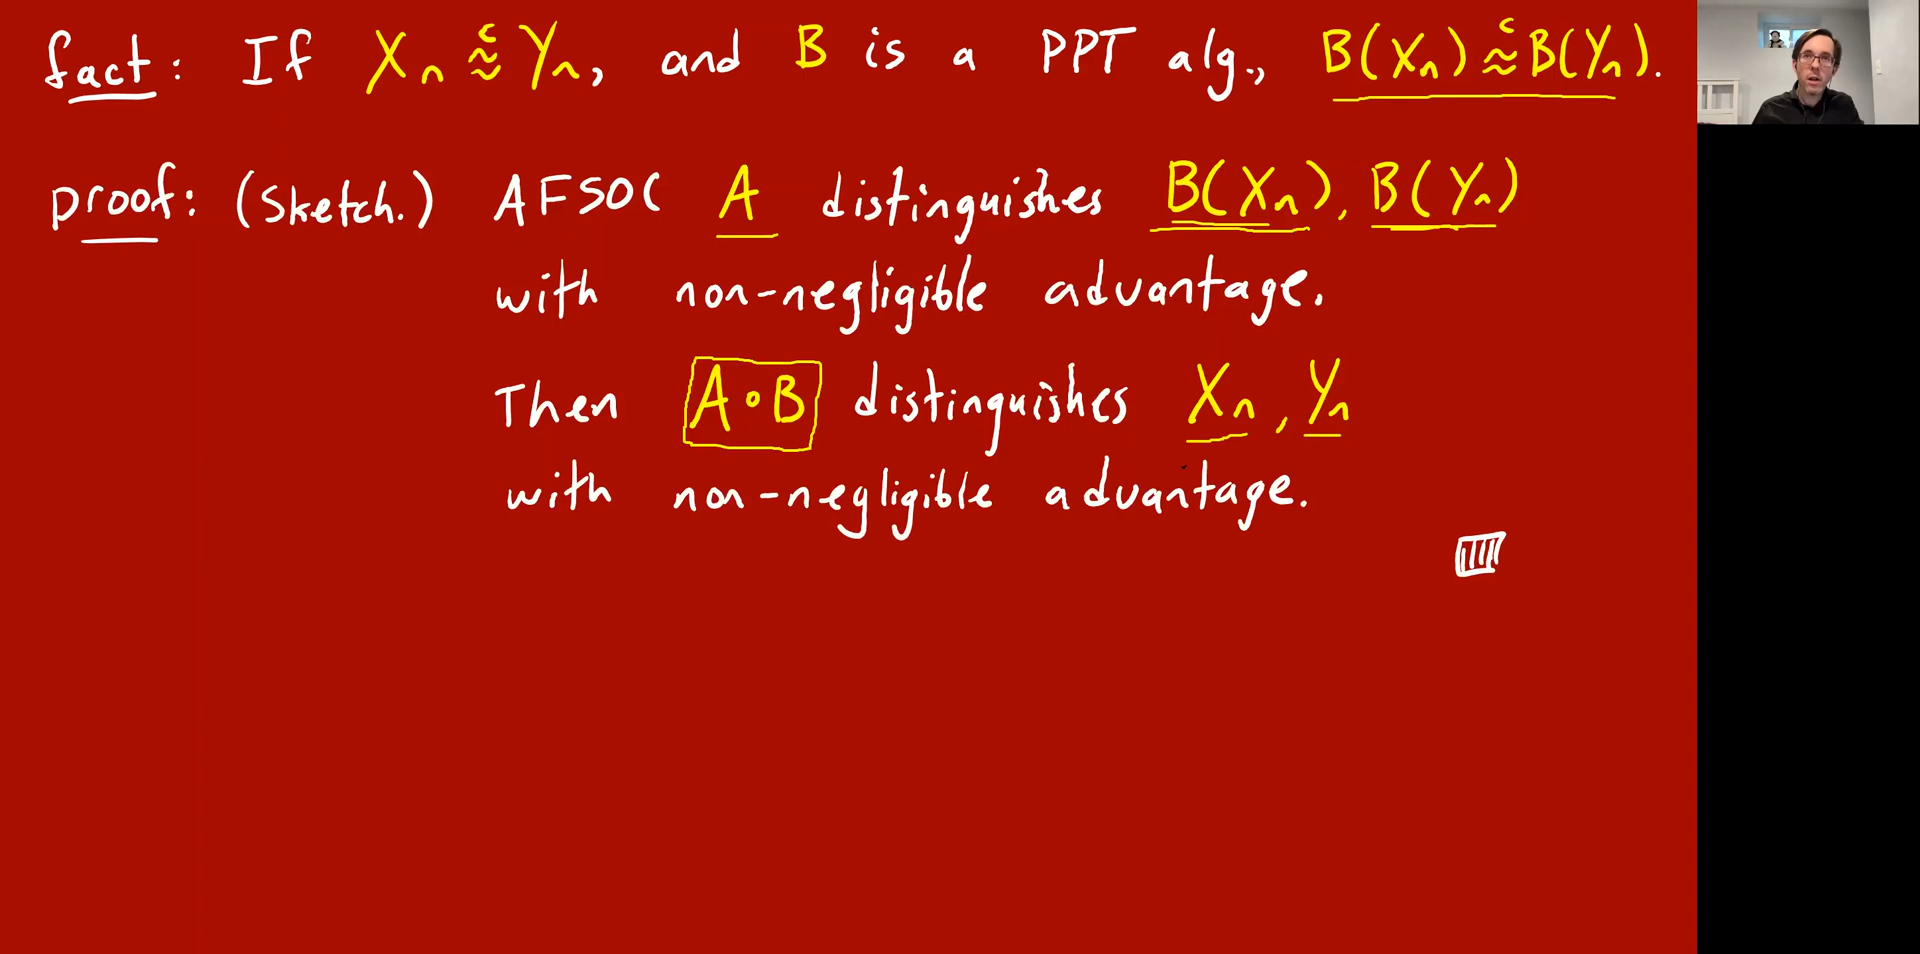 fact: If Xₙ ≈ᶜ Yₙ, and B is a PPT alg., B(Xₙ) ≈ᶜ B(Yₙ).
proof: (Sketch.) AFSOC A distinguishes B(Xₙ), B(Yₙ)
with non-negligible advantage.
Then A∘B distinguishes Xₙ, Yₙ
with non-negligible advantage.